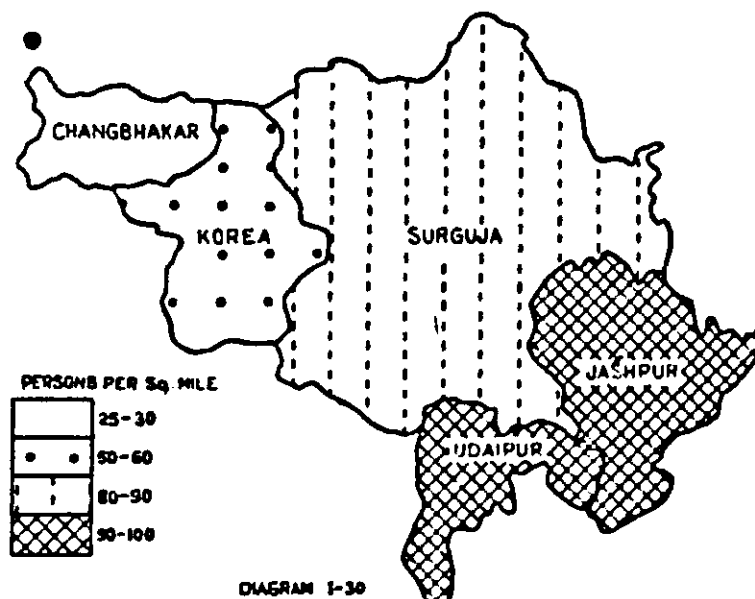 CHANGBHAKAR
KOREA
SURGUJA
JASHPUR
UDAIPUR
PERSONS PER Sq. MILE
25-30
50-60
80-90
90-100
DIAGRAM I-30